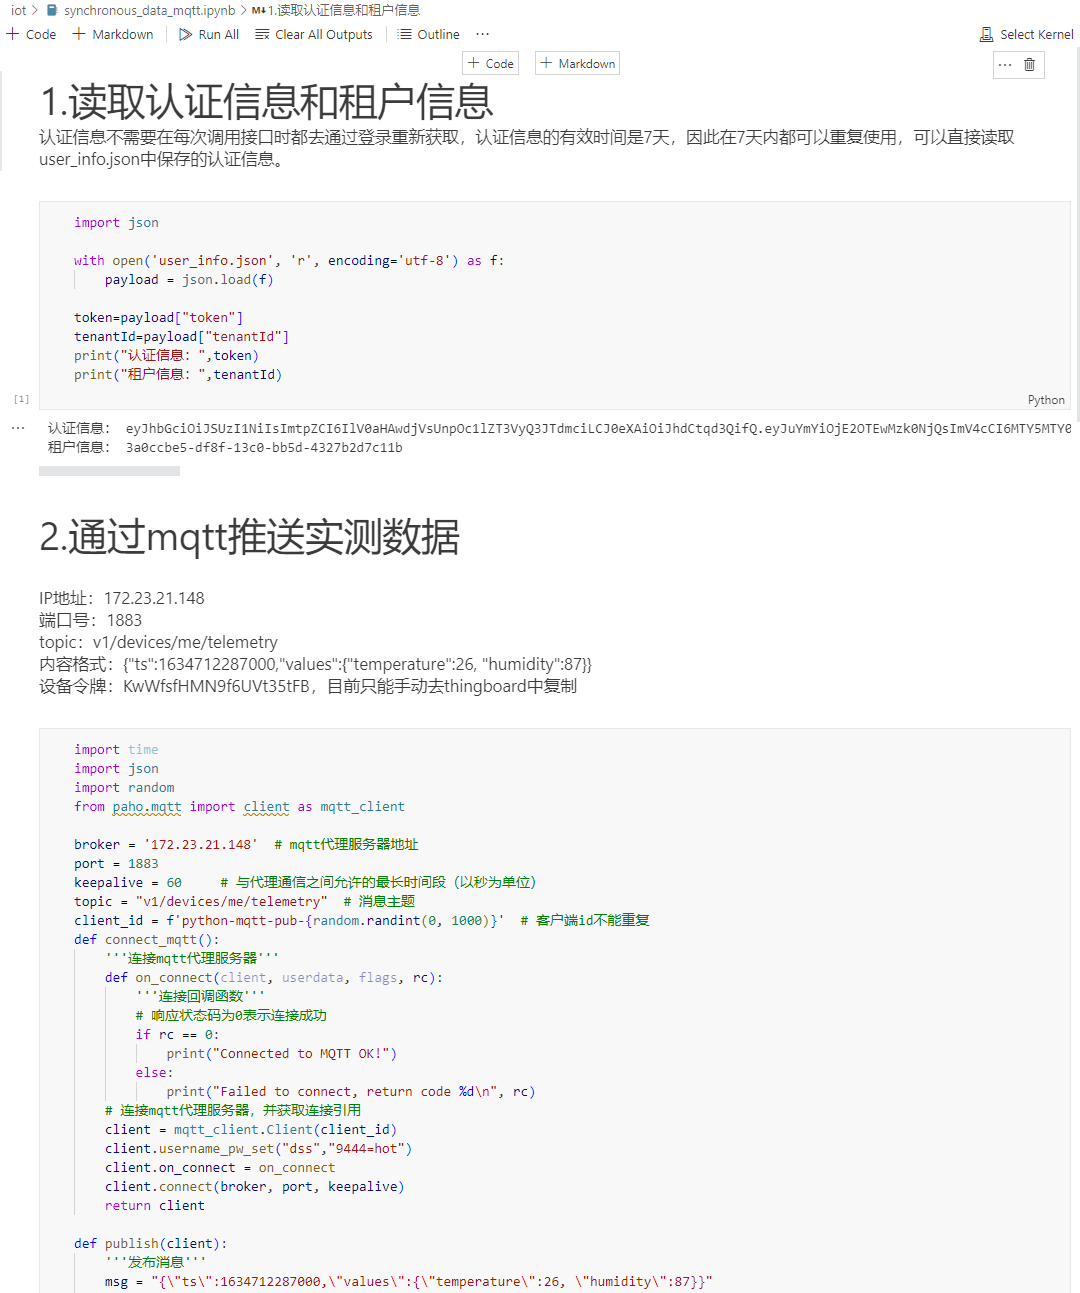 iot > synchronous_data_mqtt.ipynb > M↓1.读取认证信息和租户信息
+ Code + Markdown Run All Clear All Outputs Outline ... Select Kernel
+ Code + Markdown ...
1.读取认证信息和租户信息
认证信息不需要在每次调用接口时都去通过登录重新获取，认证信息的有效时间是7天，因此在7天内都可以重复使用，可以直接读取
user_info.json中保存的认证信息。
import json
with open('user_info.json', 'r', encoding='utf-8') as f:
payload = json.load(f)
token=payload["token"]
tenantId=payload["tenantId"]
print("认证信息：",token)
print("租户信息：",tenantId)
[1] Python
... 认证信息： eyJhbGciOiJSUzI1NiIsImtpZCI6IlV0aHAwdjVsUnpOc1lZT3VyQ3JTdmciLCJ0eXAiOiJhdCtqd3QifQ.eyJuYmYiOjE2OTEwMzk0NjQsImV4cCI6MTY5MTY0
租户信息： 3a0ccbe5-df8f-13c0-bb5d-4327b2d7c11b
2.通过mqtt推送实测数据
IP地址：172.23.21.148
端口号：1883
topic：v1/devices/me/telemetry
内容格式：{"ts":1634712287000,"values":{"temperature":26, "humidity":87}}
设备令牌：KwWfsfHMN9f6UVt35tFB，目前只能手动去thingboard中复制
import time
import json
import random
from paho.mqtt import client as mqtt_client
broker = '172.23.21.148' # mqtt代理服务器地址
port = 1883
keepalive = 60 # 与代理通信之间允许的最长时间段（以秒为单位）
topic = "v1/devices/me/telemetry" # 消息主题
client_id = f'python-mqtt-pub-{random.randint(0, 1000)}' # 客户端id不能重复
def connect_mqtt():
'''连接mqtt代理服务器'''
def on_connect(client, userdata, flags, rc):
'''连接回调函数'''
# 响应状态码为0表示连接成功
if rc == 0:
print("Connected to MQTT OK!")
else:
print("Failed to connect, return code %d\n", rc)
# 连接mqtt代理服务器，并获取连接引用
client = mqtt_client.Client(client_id)
client.username_pw_set("dss","9444=hot")
client.on_connect = on_connect
client.connect(broker, port, keepalive)
return client
def publish(client):
'''发布消息'''
msg = "{\"ts\":1634712287000,\"values\":{\"temperature\":26, \"humidity\":87}}"